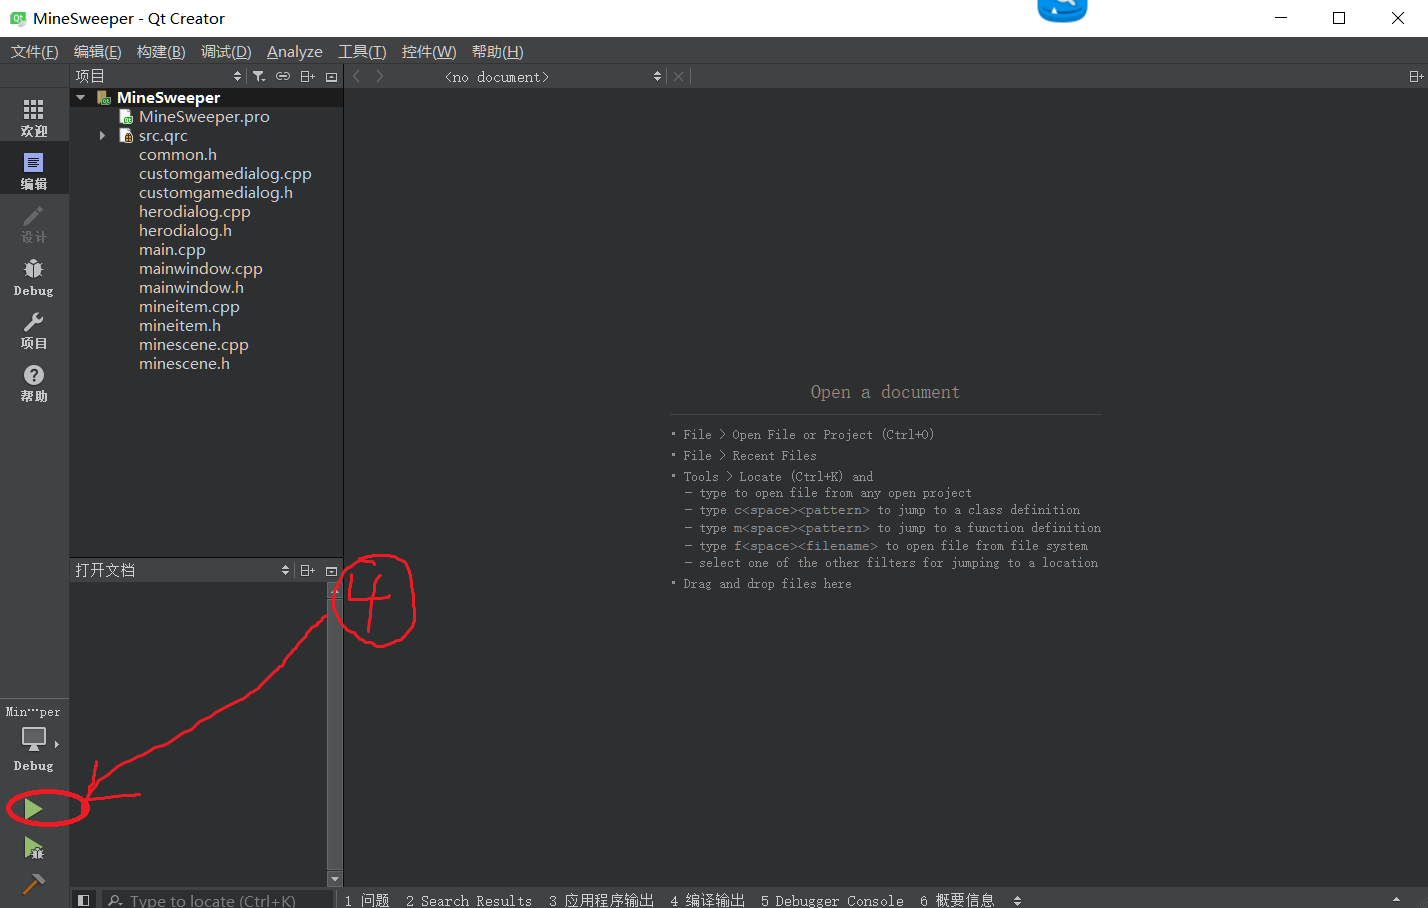 MineSweeper - Qt Creator
文件(F) 编辑(E) 构建(B) 调试(D) Analyze 工具(T) 控件(W) 帮助(H)
项目
<no document>
欢迎
编辑
设计
Debug
项目
帮助
MineSweeper
MineSweeper.pro
src.qrc
common.h
customgamedialog.cpp
customgamedialog.h
herodialog.cpp
herodialog.h
main.cpp
mainwindow.cpp
mainwindow.h
mineitem.cpp
mineitem.h
minescene.cpp
minescene.h
Open a document
• File > Open File or Project (Ctrl+O)
• File > Recent Files
• Tools > Locate (Ctrl+K) and
- type to open file from any open project
- type c<space><pattern> to jump to a class definition
- type m<space><pattern> to jump to a function definition
- type f<space><filename> to open file from file system
- select one of the other filters for jumping to a location
• Drag and drop files here
打开文档
4
Min…per
Debug
Type to locate (Ctrl+K)
1 问题 2 Search Results 3 应用程序输出 4 编译输出 5 Debugger Console 6 概要信息